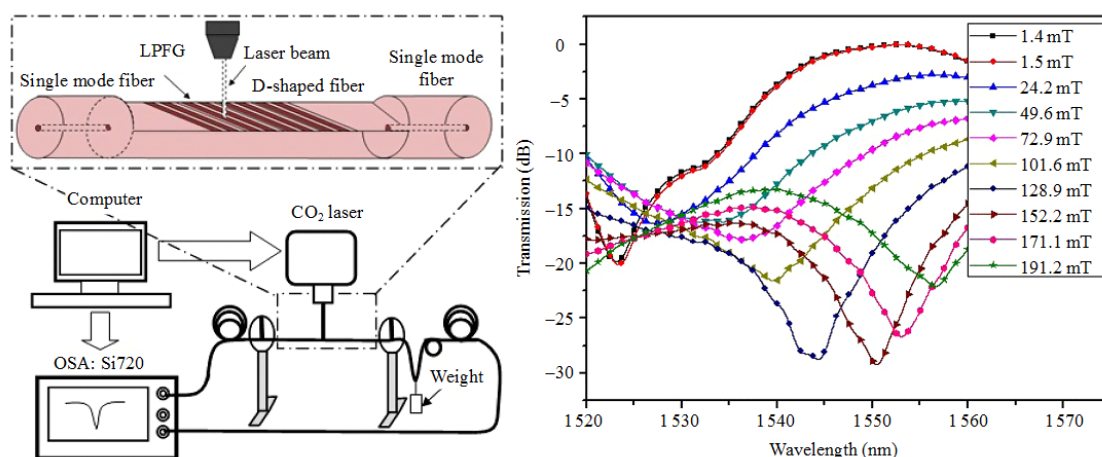 LPFG
Laser beam
Single mode fiber
D-shaped fiber
Single mode
fiber
Computer
CO2 laser
OSA: Si720
Weight
Transmission (dB)
0
−5
−10
−15
−20
−25
−30
1 520
1 530
1 540
1 550
1 560
1 570
Wavelength (nm)
1.4 mT
1.5 mT
24.2 mT
49.6 mT
72.9 mT
101.6 mT
128.9 mT
152.2 mT
171.1 mT
191.2 mT